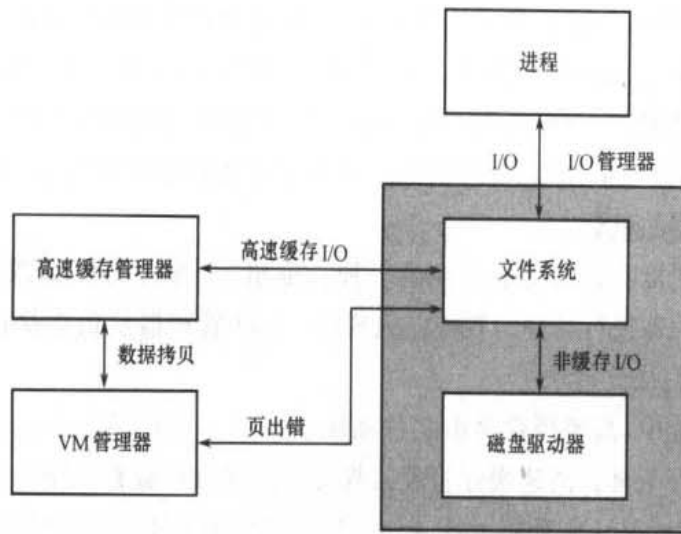 进程
I/O
I/O 管理器
高速缓存管理器
高速缓存 I/O
文件系统
数据拷贝
非缓存 I/O
VM 管理器
页出错
磁盘驱动器